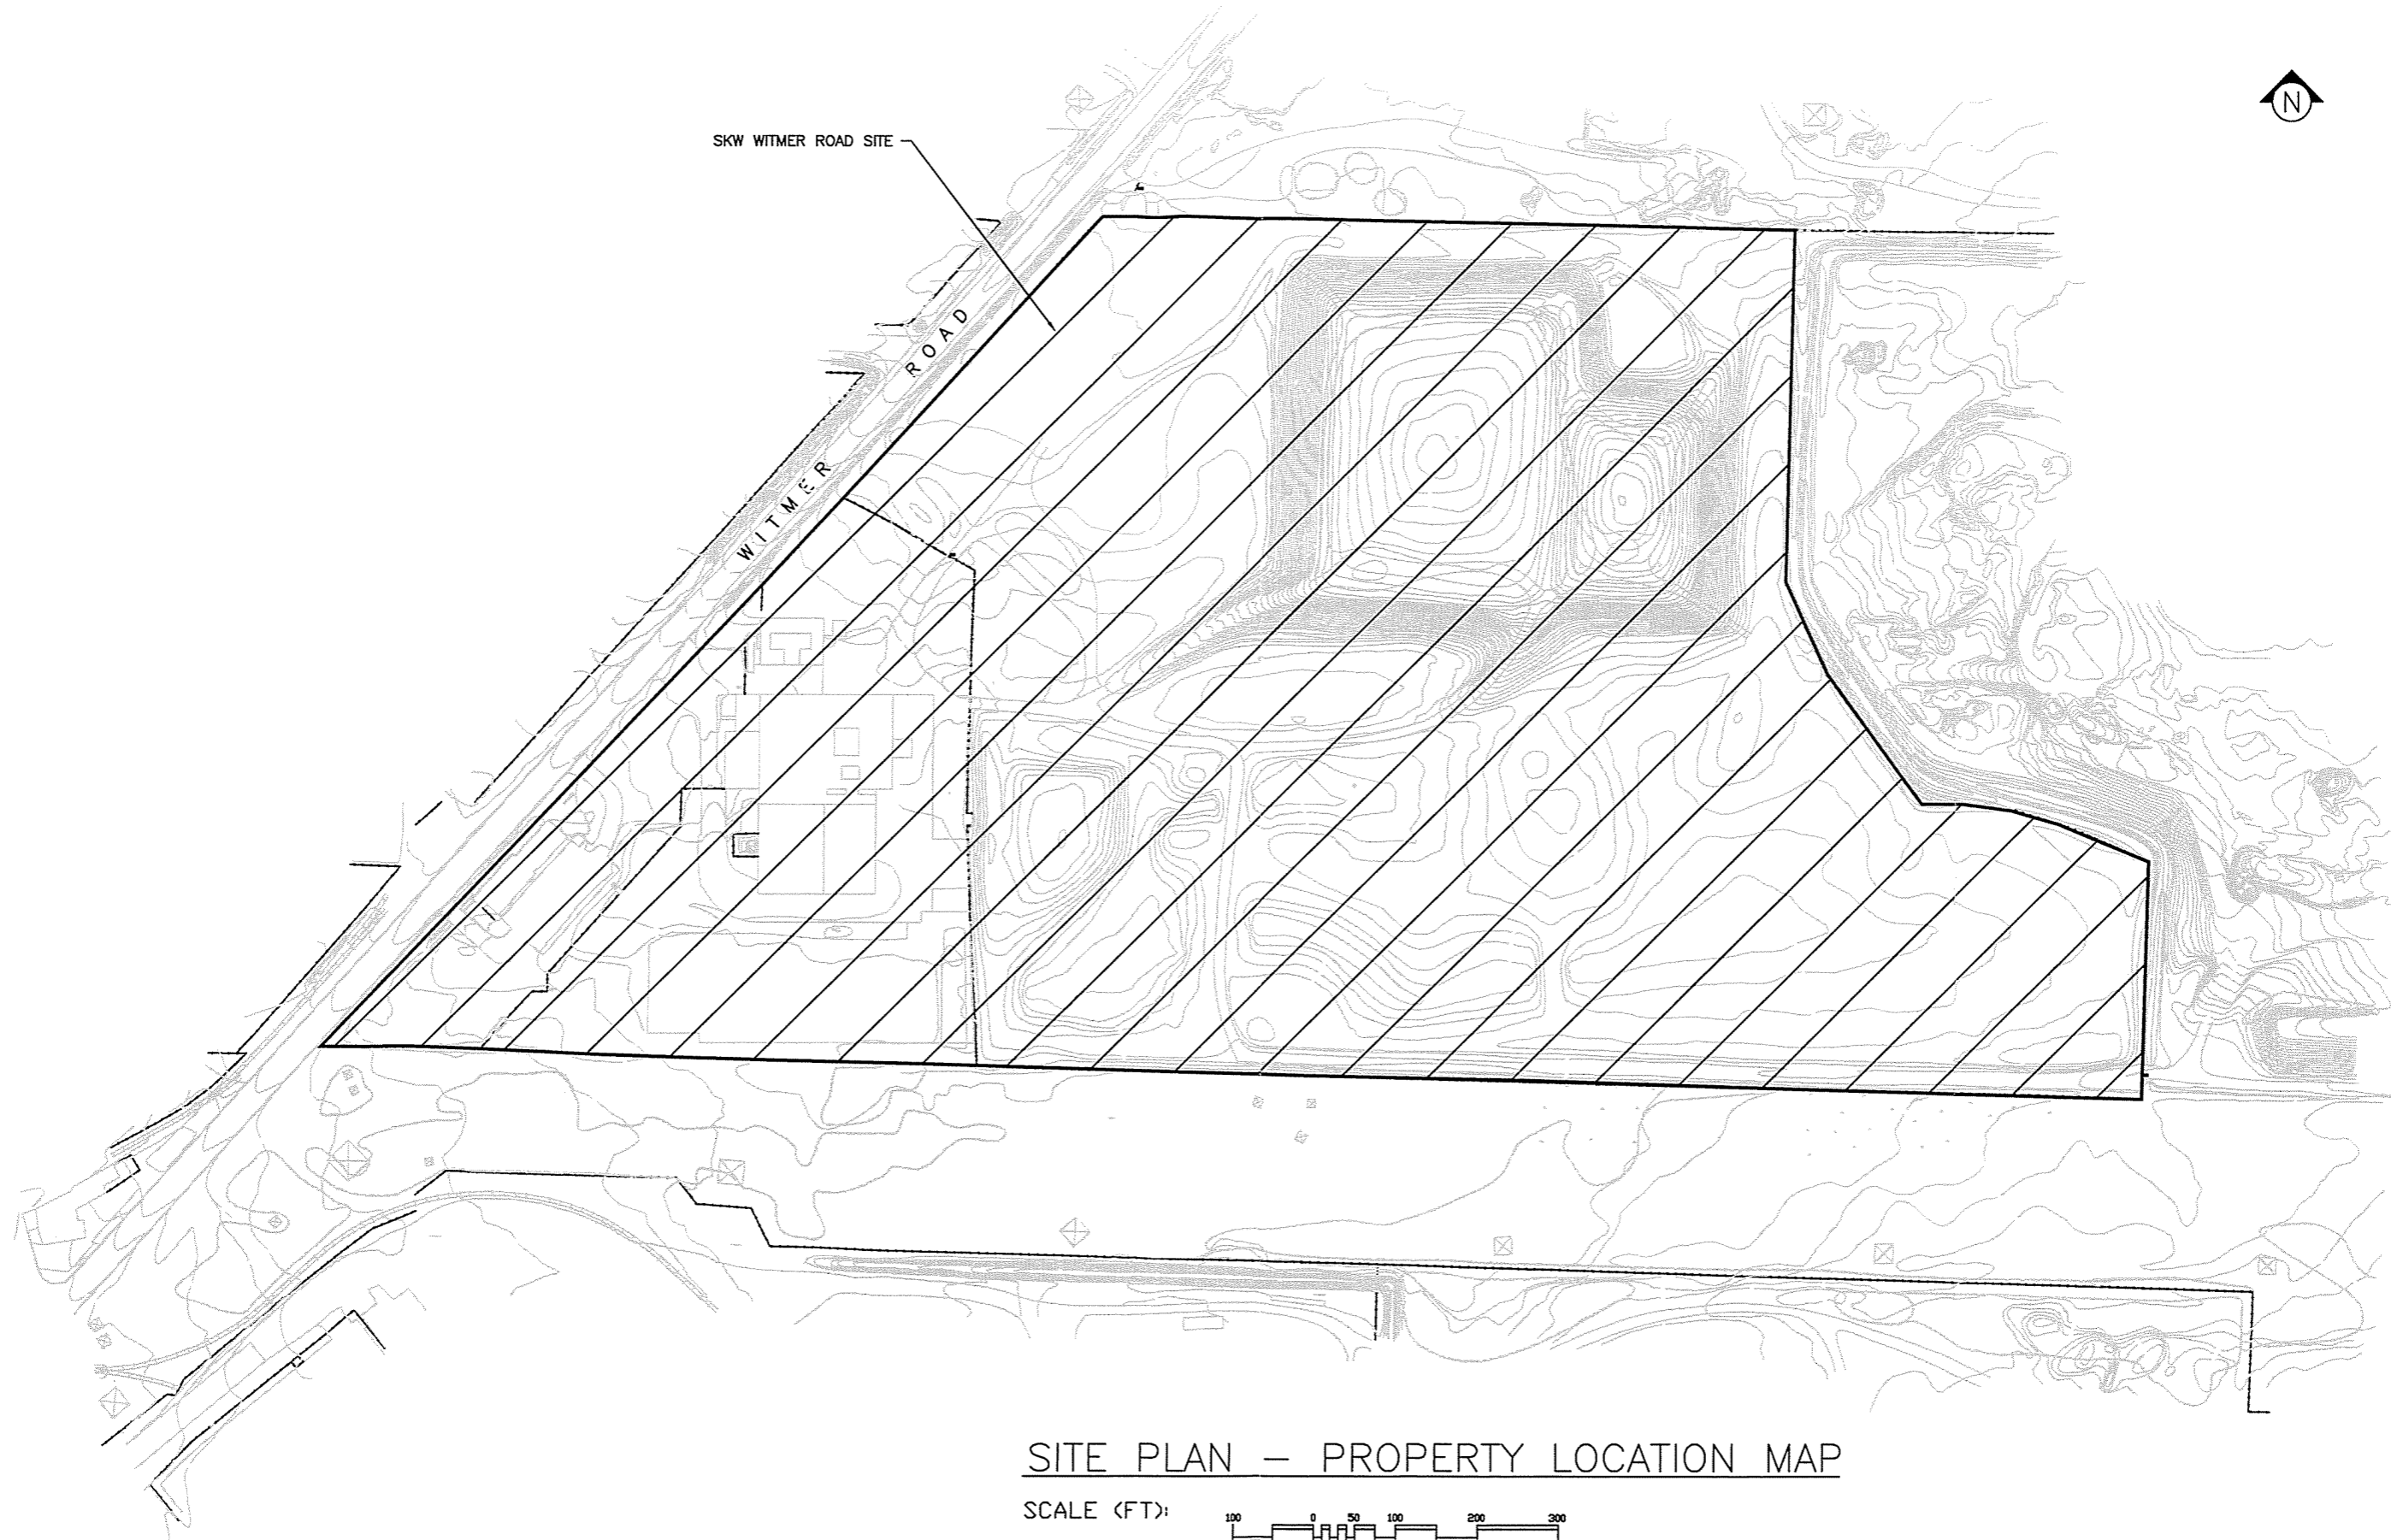 N
SKW WITMER ROAD SITE
WITMER ROAD
SITE PLAN – PROPERTY LOCATION MAP
SCALE (FT):
100 0 50 100 200 300